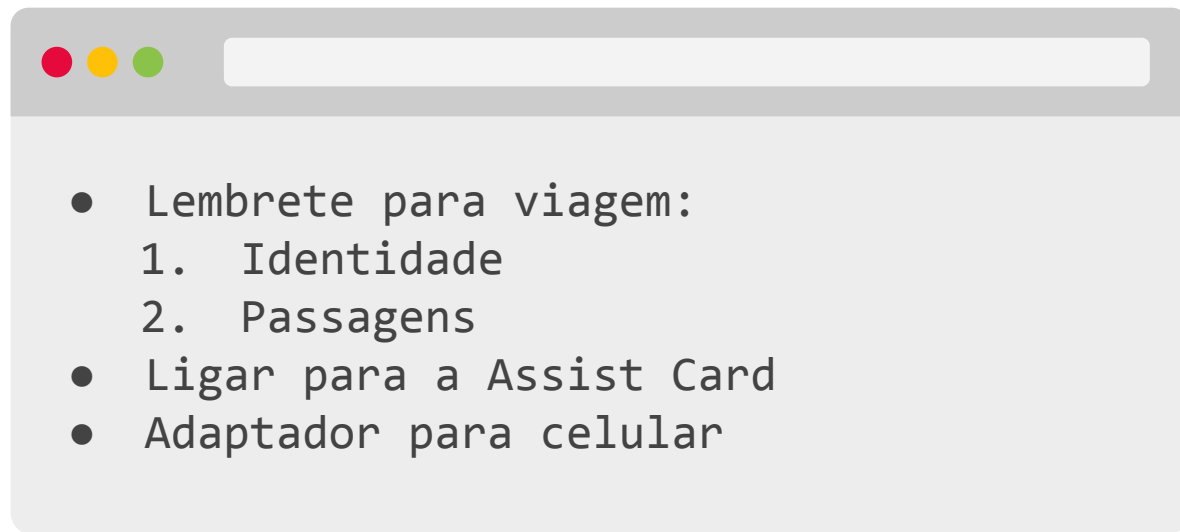 ● Lembrete para viagem:
1. Identidade
2. Passagens
● Ligar para a Assist Card
● Adaptador para celular